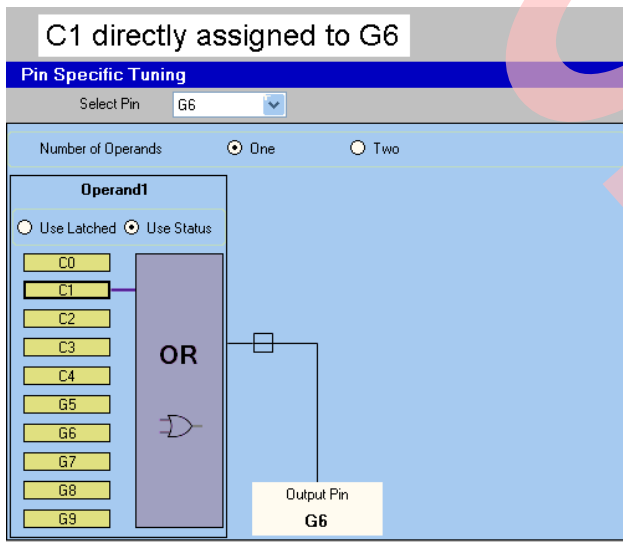 C1 directly assigned to G6
Pin Specific Tuning
Select Pin G6
Number of Operands One Two
Operand1
Use Latched Use Status
C0
C1
C2
C3
C4
G5
G6
G7
G8
G9
OR
Output Pin
G6